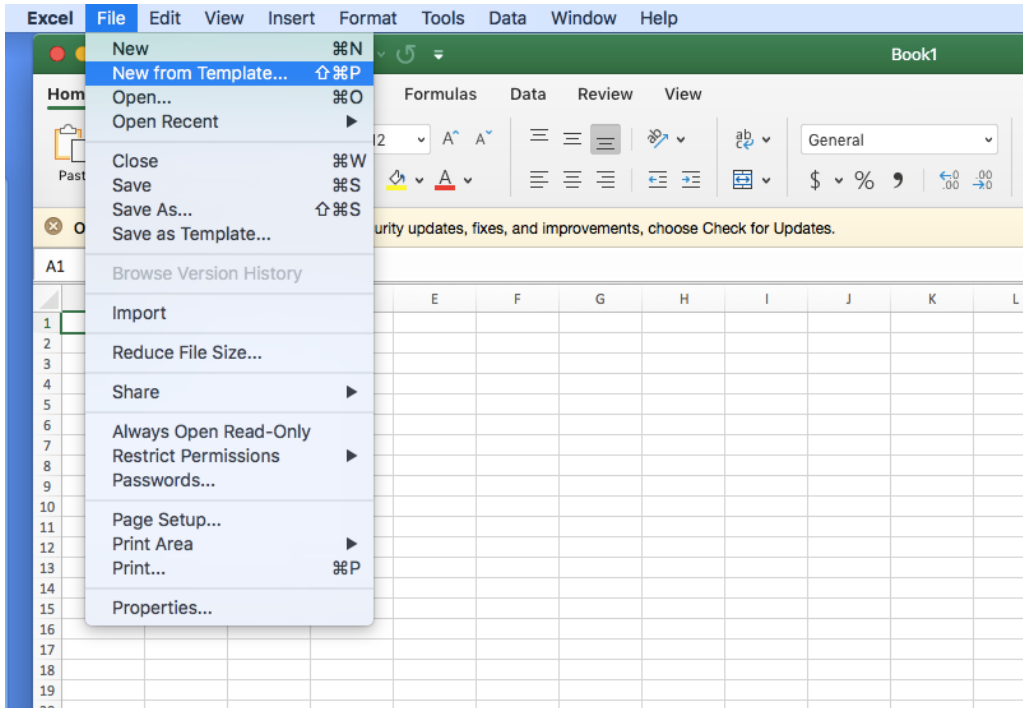 Excel File Edit View Insert Format Tools Data Window Help
Book1
New ⌘N
New from Template... ⇧⌘P
Open... ⌘O
Open Recent ▶
Close ⌘W
Save ⌘S
Save As... ⇧⌘S
Save as Template...
Browse Version History
Import
Reduce File Size...
Share ▶
Always Open Read-Only
Restrict Permissions ▶
Passwords...
Page Setup...
Print Area ▶
Print... ⌘P
Properties...
Hom Formulas Data Review View
Past
A^ A˅
ab
General
A
$ % 9
.00 .00
urity updates, fixes, and improvements, choose Check for Updates.
A1
E F G H I J K L
1
2
3
4
5
6
7
8
9
10
11
12
13
14
15
16
17
18
19